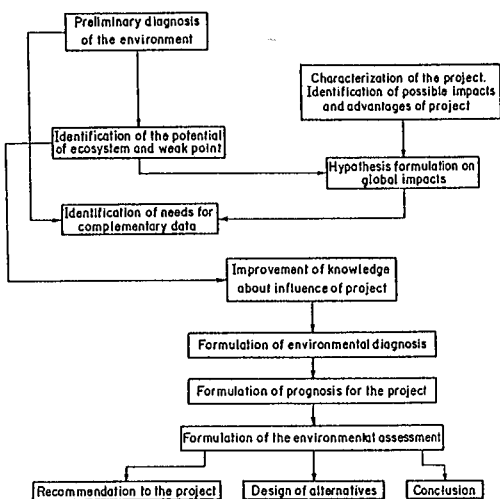 Preliminary diagnosis
of the environment
Characterization of the project.
Identification of possible impacts
and advantages of project
Identification of the potential
of ecosystem and weak point
Hypothesis formulation on
global impacts
Identification of needs for
complementary data
Improvement of knowledge
about influence of project
Formulation of environmental diagnosis
Formulation of prognosis for the project
Formulation of the environmental assessment
Recommendation to the project
Design of alternatives
Conclusion